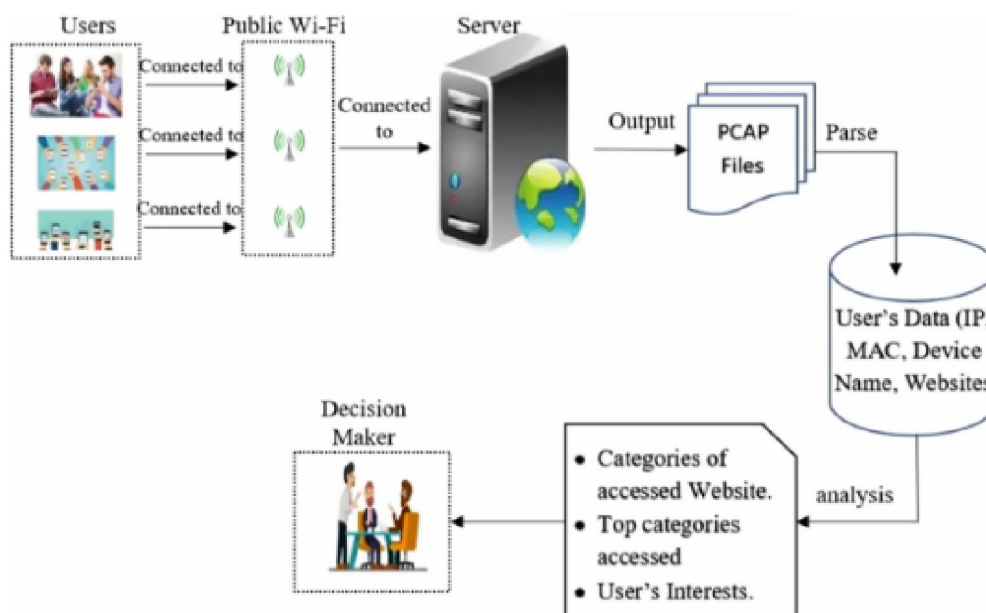 Users
Public Wi-Fi
Server
Connected to
Connected to
Connected to
Connected
to
Output
PCAP
Files
Parse
User's Data (IP,
MAC, Device
Name, Websites
analysis
• Categories of
accessed Website.
• Top categories
accessed
• User's Interests.
Decision
Maker